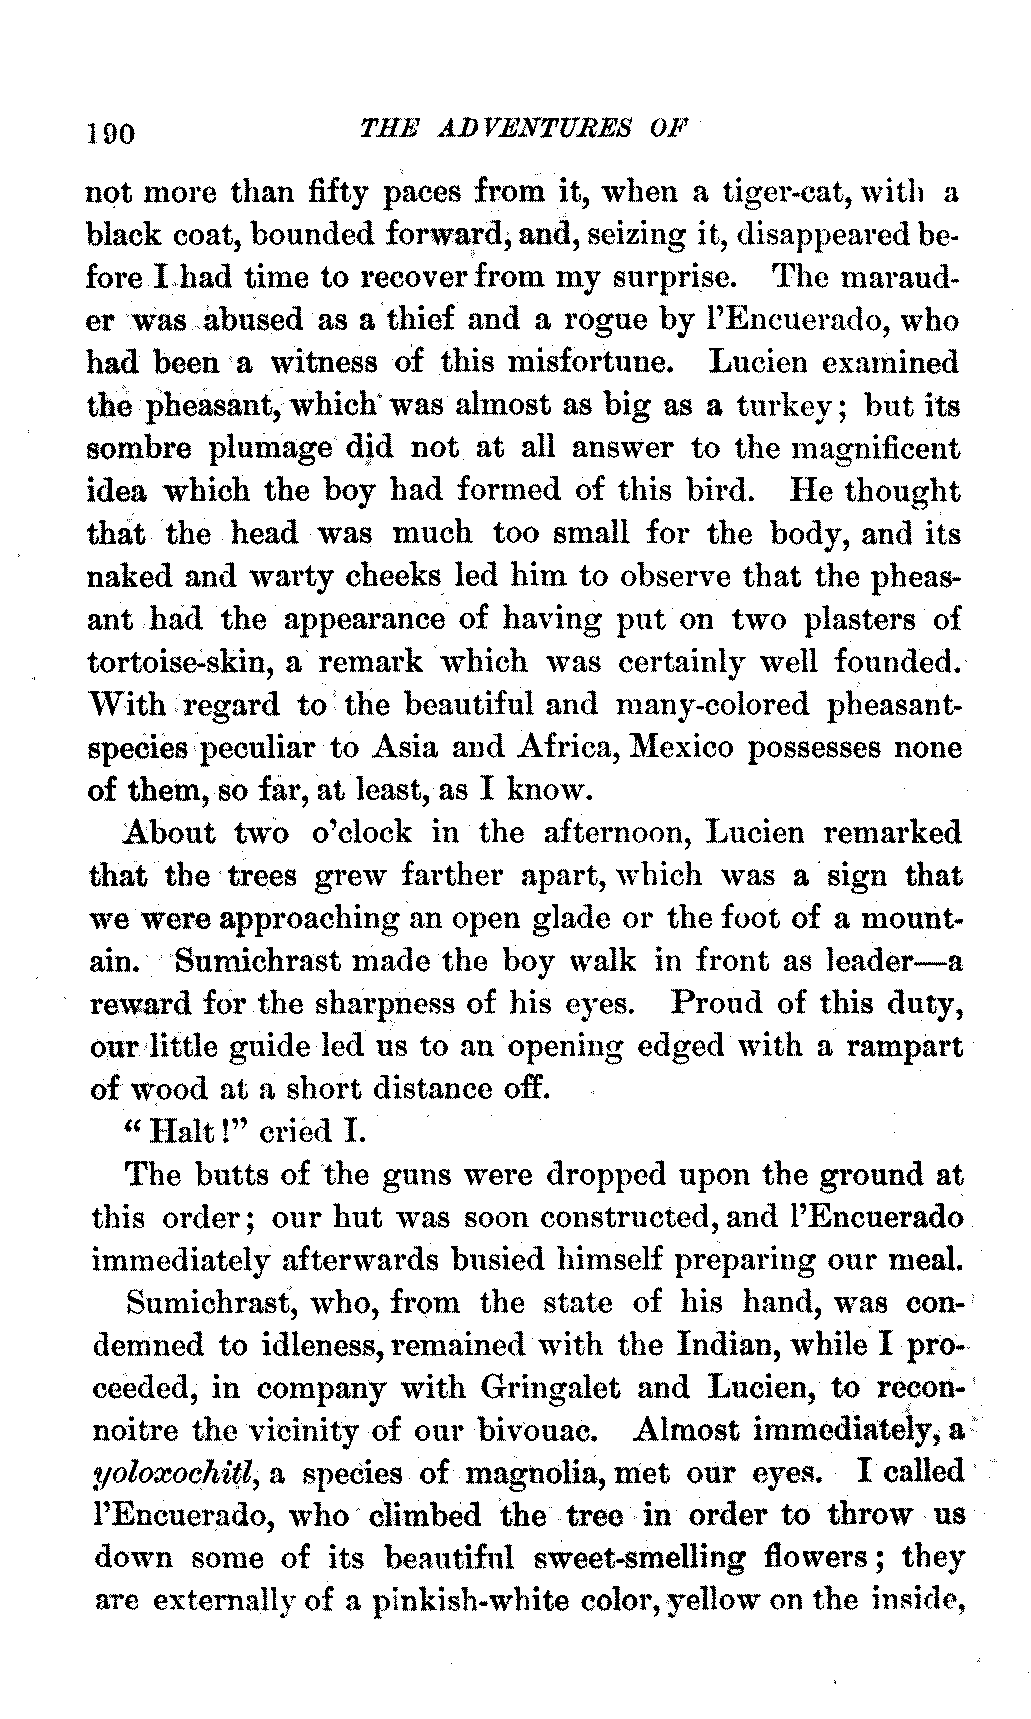 190 THE ADVENTURES OF
not more than fifty paces from it, when a tiger-cat, with a
black coat, bounded forward, and, seizing it, disappeared be-
fore I had time to recover from my surprise. The maraud-
er was abused as a thief and a rogue by l'Encuerado, who
had been a witness of this misfortune. Lucien examined
the pheasant, which was almost as big as a turkey; but its
sombre plumage did not at all answer to the magnificent
idea which the boy had formed of this bird. He thought
that the head was much too small for the body, and its
naked and warty cheeks led him to observe that the pheas-
ant had the appearance of having put on two plasters of
tortoise-skin, a remark which was certainly well founded.
With regard to the beautiful and many-colored pheasant-
species peculiar to Asia and Africa, Mexico possesses none
of them, so far, at least, as I know.
About two o'clock in the afternoon, Lucien remarked
that the trees grew farther apart, which was a sign that
we were approaching an open glade or the foot of a mount-
ain. Sumichrast made the boy walk in front as leader—a
reward for the sharpness of his eyes. Proud of this duty,
our little guide led us to an opening edged with a rampart
of wood at a short distance off.
"Halt!" cried I.
The butts of the guns were dropped upon the ground at
this order; our hut was soon constructed, and l'Encuerado
immediately afterwards busied himself preparing our meal.
Sumichrast, who, from the state of his hand, was con-
demned to idleness, remained with the Indian, while I pro-
ceeded, in company with Gringalet and Lucien, to recon-
noitre the vicinity of our bivouac. Almost immediately, a
yoloxochitl, a species of magnolia, met our eyes. I called
l'Encuerado, who climbed the tree in order to throw us
down some of its beautiful sweet-smelling flowers; they
are externally of a pinkish-white color, yellow on the inside,